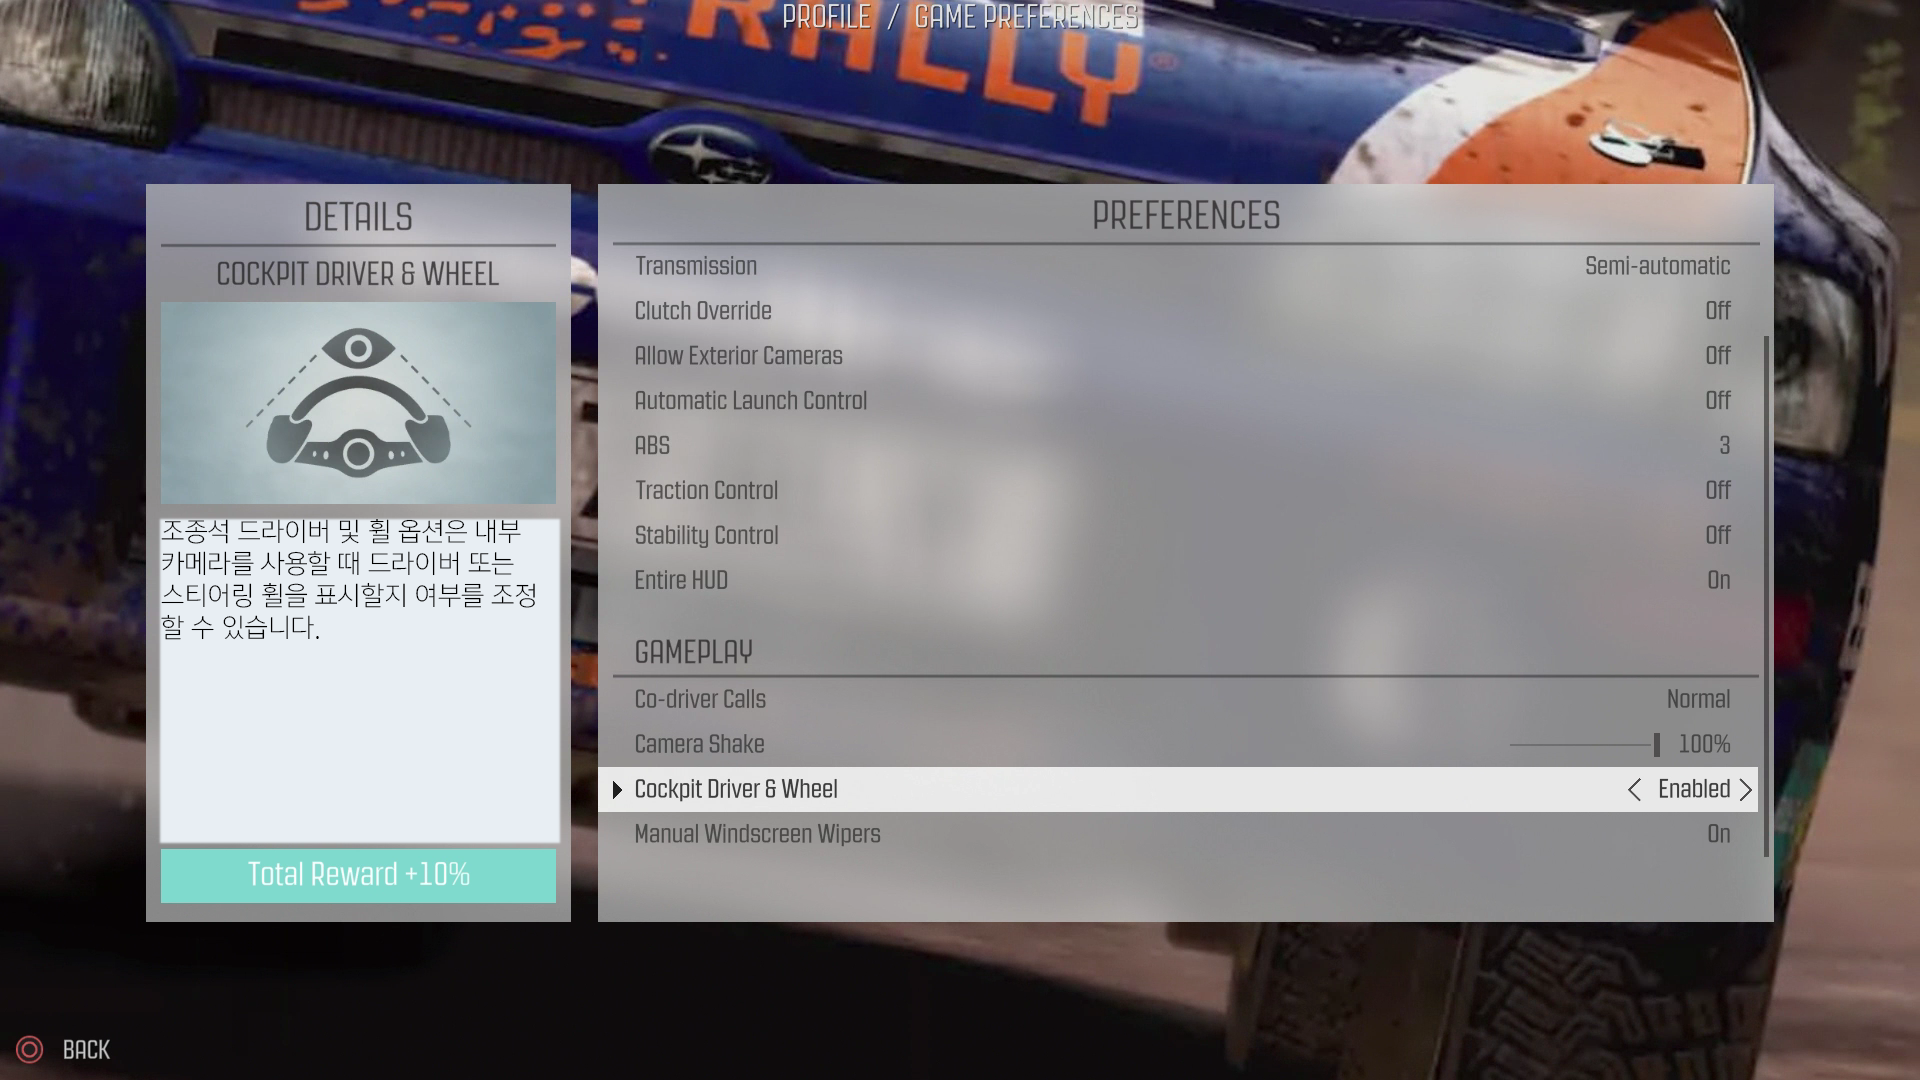 PROFILE / GAME PREFERENCES
RALLY®
DETAILS
COCKPIT DRIVER & WHEEL
조종석 드라이버 및 휠 옵션은 내부
카메라를 사용할 때 드라이버 또는
스티어링 휠을 표시할지 여부를 조정
할 수 있습니다.
Total Reward +10%
PREFERENCES
Transmission Semi-automatic
Clutch Override Off
Allow Exterior Cameras Off
Automatic Launch Control Off
ABS 3
Traction Control Off
Stability Control Off
Entire HUD On
GAMEPLAY
Co-driver Calls Normal
Camera Shake 100%
Cockpit Driver & Wheel Enabled
Manual Windscreen Wipers On
BACK